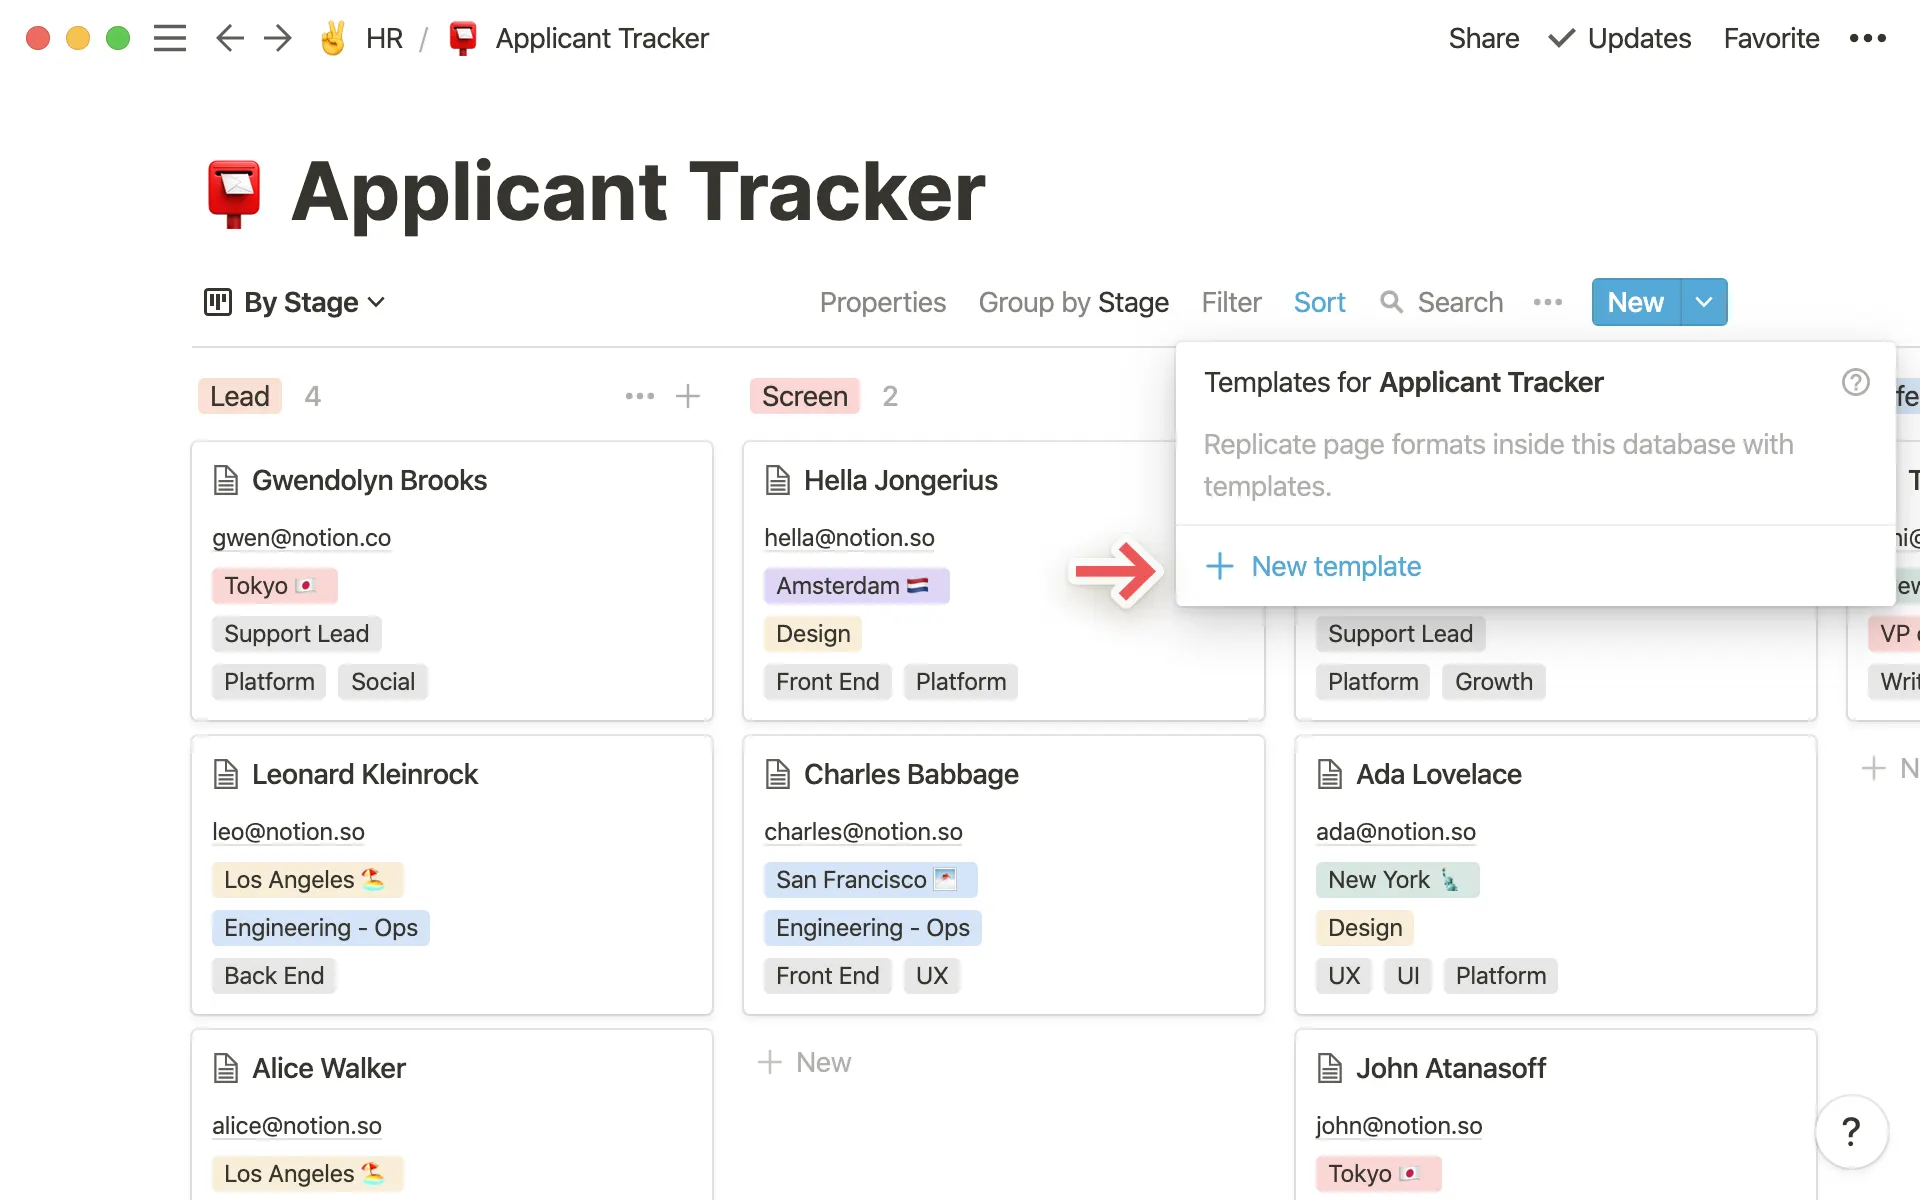 HR / Applicant Tracker
Share Updates Favorite
Applicant Tracker
By Stage
Properties Group by Stage Filter Sort Search New
Templates for Applicant Tracker
Replicate page formats inside this database with
templates.
New template
Lead 4
Gwendolyn Brooks
gwen@notion.co
Tokyo
Support Lead
Platform Social
Leonard Kleinrock
leo@notion.so
Los Angeles
Engineering - Ops
Back End
Alice Walker
alice@notion.so
Los Angeles
Screen 2
Hella Jongerius
hella@notion.so
Amsterdam
Design
Front End Platform
Charles Babbage
charles@notion.so
San Francisco
Engineering - Ops
Front End UX
New
Support Lead
Platform Growth
Ada Lovelace
ada@notion.so
New York
Design
UX UI Platform
John Atanasoff
john@notion.so
Tokyo
VP
?